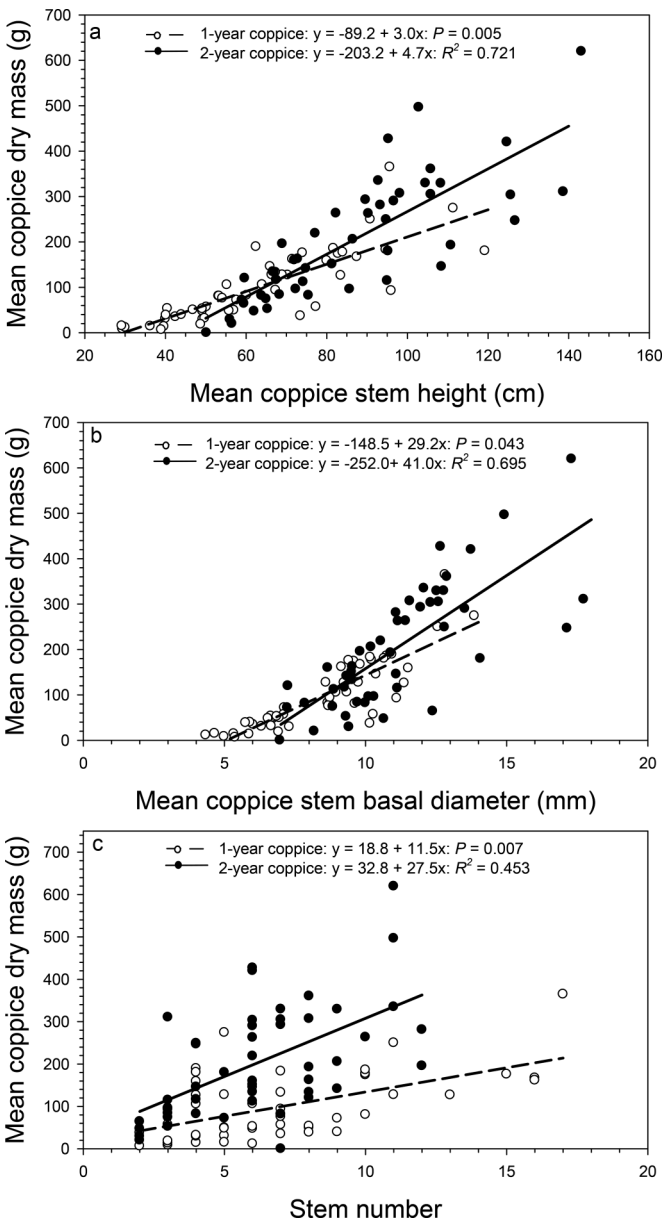 a
1-year coppice: y = -89.2 + 3.0x: P = 0.005
2-year coppice: y = -203.2 + 4.7x: R² = 0.721
700
600
500
400
300
200
100
0
Mean coppice dry mass (g)
20 40 60 80 100 120 140 160
Mean coppice stem height (cm)
b
1-year coppice: y = -148.5 + 29.2x: P = 0.043
2-year coppice: y = -252.0+ 41.0x: R² = 0.695
700
600
500
400
300
200
100
0
Mean coppice dry mass (g)
0 5 10 15 20
Mean coppice stem basal diameter (mm)
c
1-year coppice: y = 18.8 + 11.5x: P = 0.007
2-year coppice: y = 32.8 + 27.5x: R² = 0.453
700
600
500
400
300
200
100
0
Mean coppice dry mass (g)
0 5 10 15 20
Stem number